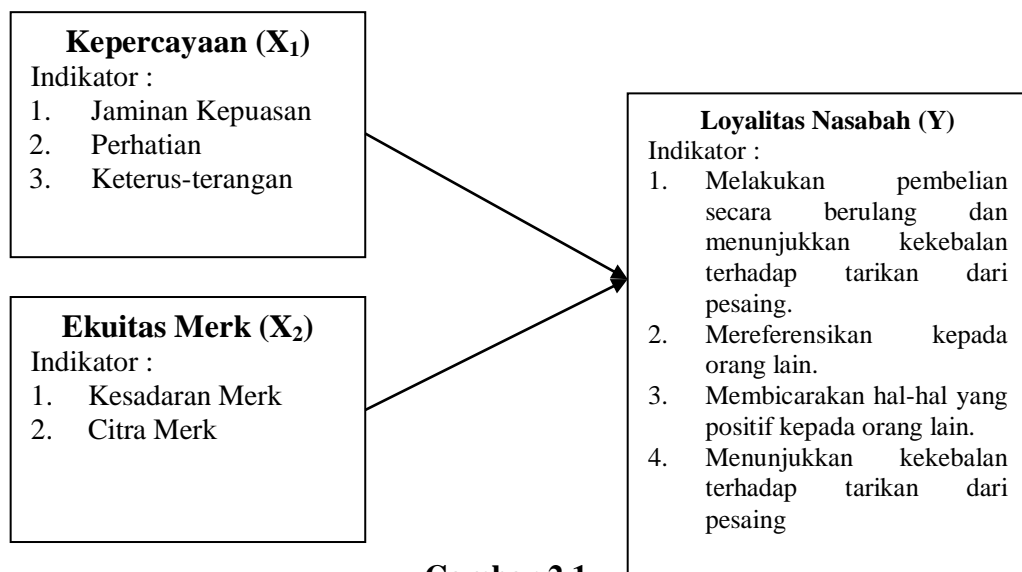 Kepercayaan (X₁)
Indikator :
1. Jaminan Kepuasan
2. Perhatian
3. Keterus-terangan
Ekuitas Merk (X₂)
Indikator :
1. Kesadaran Merk
2. Citra Merk
Loyalitas Nasabah (Y)
Indikator :
1. Melakukan pembelian
secara berulang dan
menunjukkan kekebalan
terhadap tarikan dari
pesaing.
2. Mereferensikan kepada
orang lain.
3. Membicarakan hal-hal yang
positif kepada orang lain.
4. Menunjukkan kekebalan
terhadap tarikan dari
pesaing
Gambar 2.1